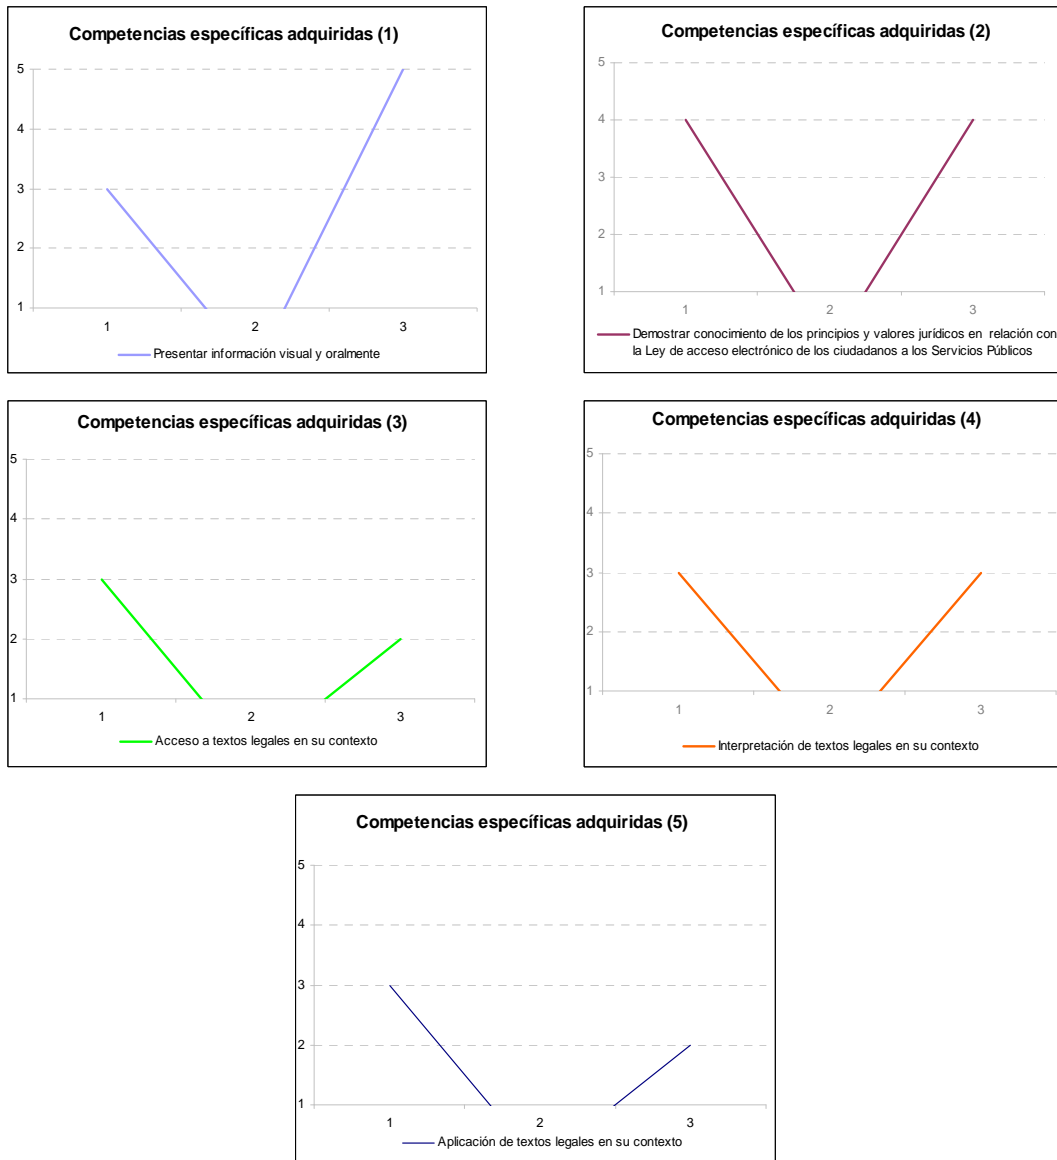 Competencias específicas adquiridas (1)
5
4
3
2
1
1 2 3
Presentar información visual y oralmente
Competencias específicas adquiridas (2)
5
4
3
2
1
1 2 3
Demostrar conocimiento de los principios y valores jurídicos en relación con
la Ley de acceso electrónico de los ciudadanos a los Servicios Públicos
Competencias específicas adquiridas (3)
5
4
3
2
1
1 2 3
Acceso a textos legales en su contexto
Competencias específicas adquiridas (4)
5
4
3
2
1
1 2 3
Interpretación de textos legales en su contexto
Competencias específicas adquiridas (5)
5
4
3
2
1
1 2 3
Aplicación de textos legales en su contexto